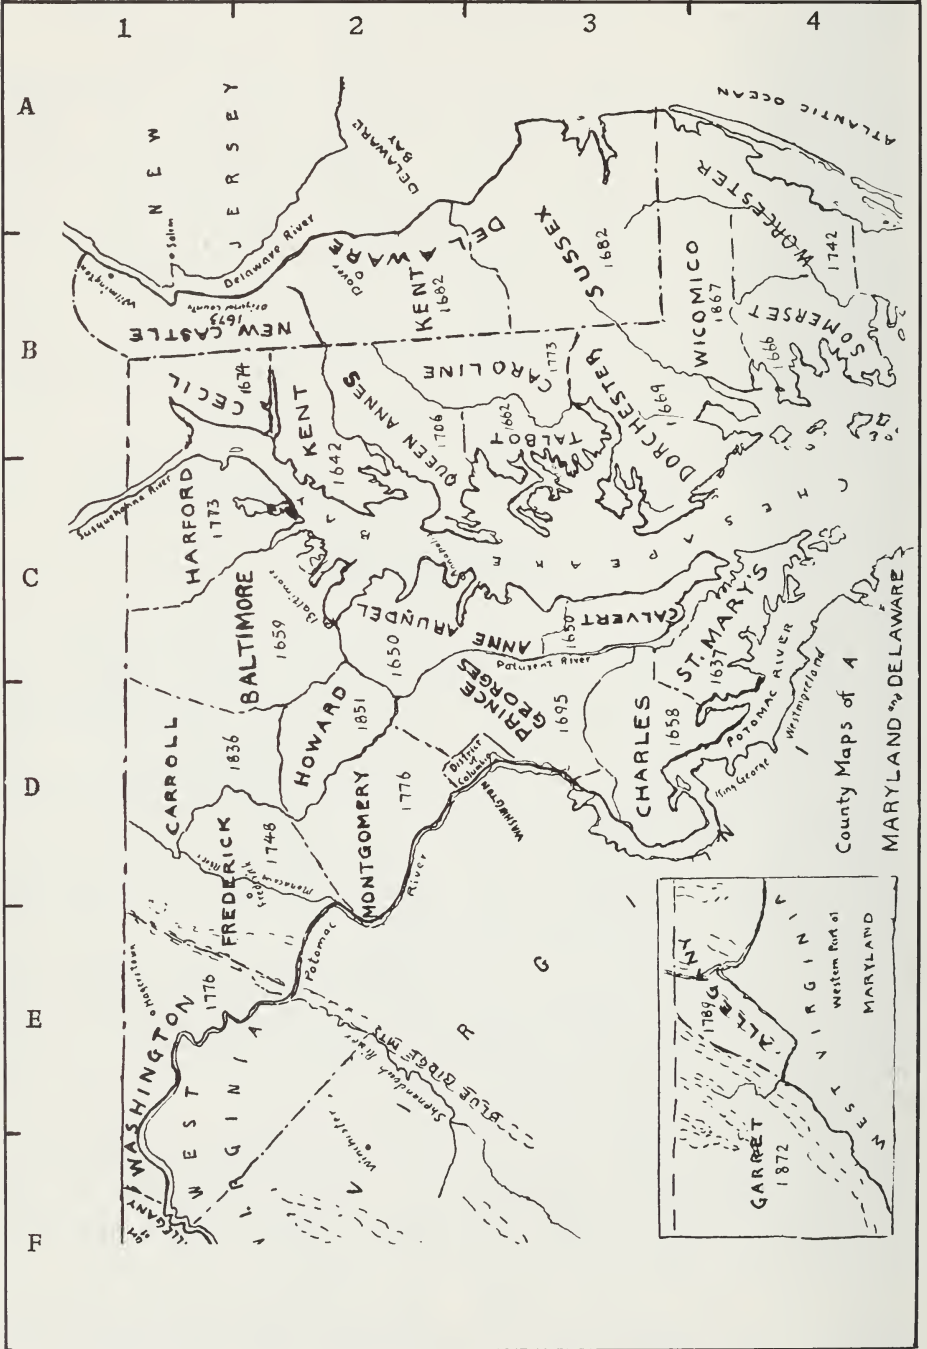 1 2 3 4
A
B
C
D
E
F
NEW
JERSEY
Salem
Delaware River
DELAWARE
BAY
ATLANTIC OCEAN
Wilmington
NEW CASTLE
1673
DELAWARE
Dover
KENT
1682
SUSSEX
1682
WORCESTER
1742
WICOMICO
1867
SOMERSET
1666
CECIL
1674
KENT
1642
QUEEN ANNES
1706
CAROLINE
1773
TALBOT
1662
DORCHESTER
1669
Susquehanna River
HARFORD
1773
CHESAPEAKE
BALTIMORE
1659
Baltimore
Annapolis
ANNE ARUNDEL
1650
CALVERT
1650
Patuxent River
ST. MARY'S
1637
POTOMAC RIVER
Westmoreland
King George
PRINCE
GEORGES
1695
CHARLES
1658
HOWARD
1851
CARROLL
1836
MONTGOMERY
1776
District
of
Columbia
WASHINGTON
FREDERICK
1748
Frederick
River
Potomac
River
WASHINGTON
1776
Hagerstown
WEST
VIRGINIA
BLUE RIDGE MTS
Shenandoah River
Winchester
VIRGINIA
County Maps of
MARYLAND and DELAWARE
ALLEGANY
1789
GARRET
1872
WEST VIRGINIA
Western Part of
MARYLAND